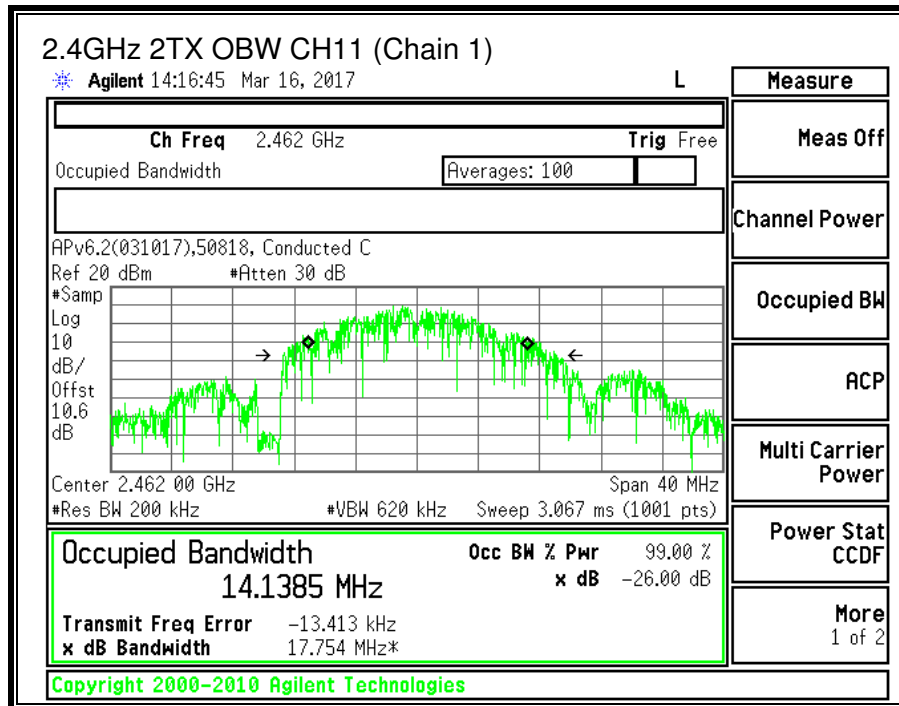 2.4GHz 2TX OBW CH11 (Chain 1)
Agilent 14:16:45 Mar 16, 2017 L
Measure
Ch Freq 2.462 GHz Trig Free
Meas Off
Occupied Bandwidth Averages: 100
Channel Power
APv6.2(031017),50818, Conducted C
Ref 20 dBm #Atten 30 dB
#Samp
Log
10
dB/
Offst
10.6
dB
Occupied BW
ACP
Multi Carrier
Power
Center 2.462 00 GHz Span 40 MHz
#Res BW 200 kHz #VBW 620 kHz Sweep 3.067 ms (1001 pts)
Power Stat
CCDF
Occupied Bandwidth Occ BW % Pwr 99.00 %
14.1385 MHz x dB -26.00 dB
Transmit Freq Error -13.413 kHz
x dB Bandwidth 17.754 MHz*
More
1 of 2
Copyright 2000-2010 Agilent Technologies